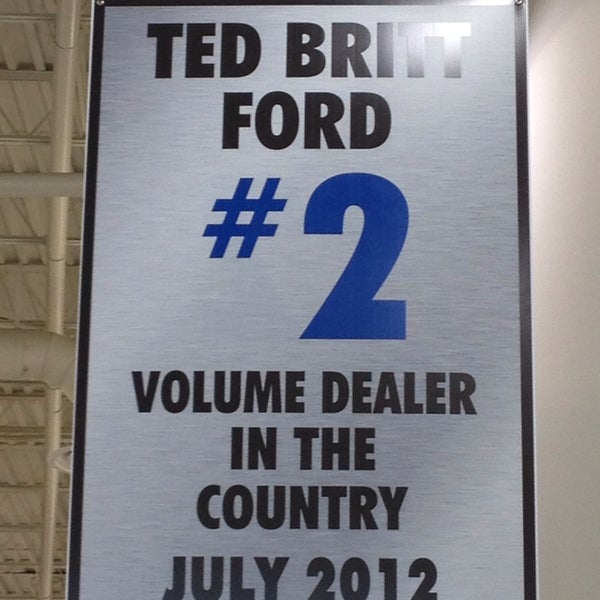 TED BRITT
FORD
#2
VOLUME DEALER
IN THE
COUNTRY
JULY 2012